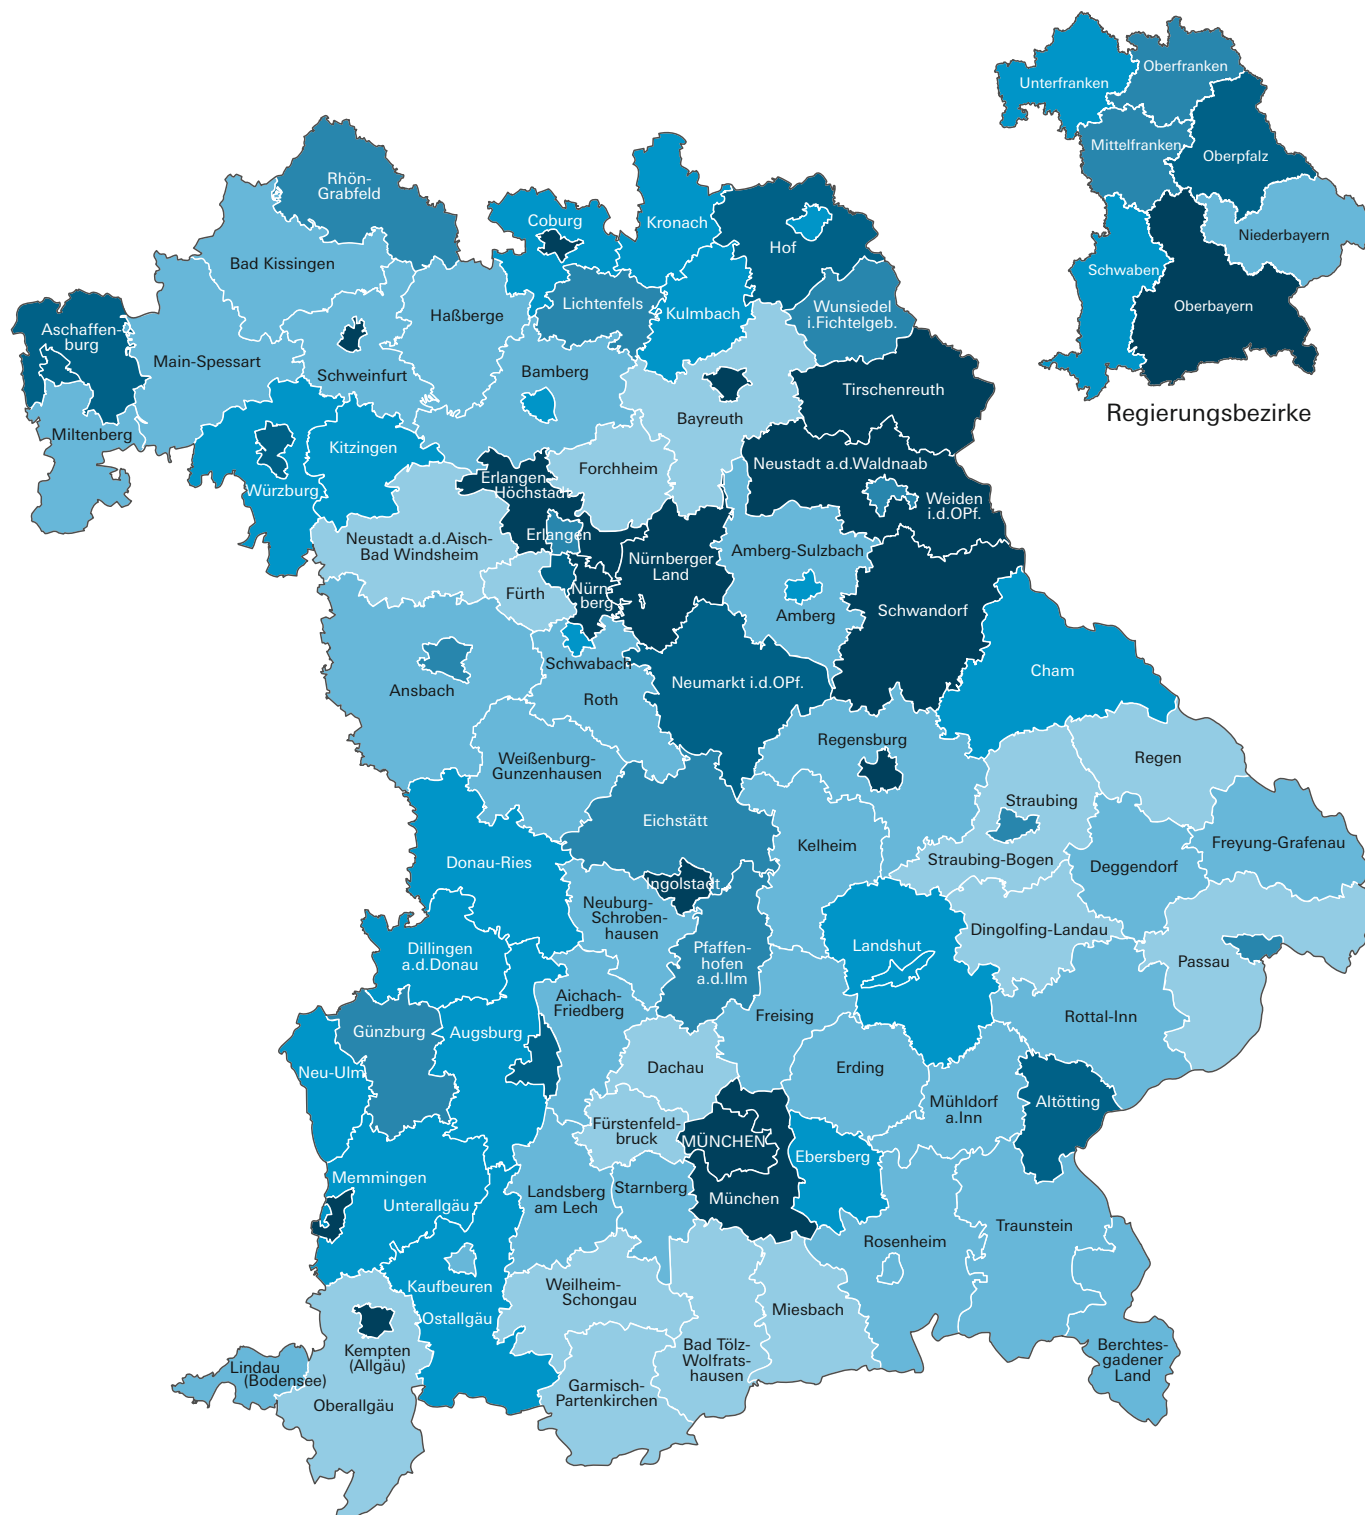 Unterfranken
Oberfranken
Mittelfranken
Oberpfalz
Niederbayern
Schwaben
Oberbayern
Regierungsbezirke
Rhön-
Grabfeld
Coburg
Kronach
Hof
Bad Kissingen
Lichtenfels
Kulmbach
Wunsiedel
i.Fichtelgeb.
Haßberge
Aschaffen-
burg
Main-Spessart
Schweinfurt
Bamberg
Tirschenreuth
Bayreuth
Miltenberg
Kitzingen
Würzburg
Forchheim
Erlangen-
Höchstadt
Neustadt a.d.Waldnaab
Weiden
i.d.OPf.
Neustadt a.d.Aisch-
Bad Windsheim
Erlangen
Nürnberger
Land
Amberg-Sulzbach
Fürth
Nürn-
berg
Amberg
Schwandorf
Schwabach
Ansbach
Roth
Neumarkt i.d.OPf.
Cham
Regensburg
Weißenburg-
Gunzenhausen
Regen
Straubing
Eichstätt
Kelheim
Freyung-Grafenau
Straubing-Bogen
Deggendorf
Donau-Ries
Ingolstadt
Neuburg-
Schroben-
hausen
Dingolfing-Landau
Landshut
Dillingen
a.d.Donau
Pfaffen-
hofen
a.d.Ilm
Passau
Aichach-
Friedberg
Freising
Rottal-Inn
Günzburg
Augsburg
Neu-Ulm
Dachau
Erding
Mühldorf
a.Inn
Altötting
Fürstenfeld-
bruck
MÜNCHEN
Ebersberg
Memmingen
Unterallgäu
Landsberg
am Lech
Starnberg
München
Rosenheim
Traunstein
Kaufbeuren
Weilheim-
Schongau
Miesbach
Ostallgäu
Kempten
(Allgäu)
Bad Tölz-
Wolfrats-
hausen
Berchtes-
gadener
Land
Lindau
(Bodensee)
Garmisch-
Partenkirchen
Oberallgäu